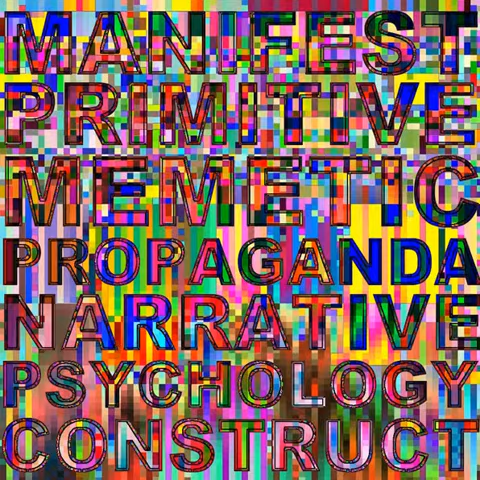 MANIFEST
PRIMITIVE
MEMETIC
PROPAGANDA
NARRATIVE
PSYCHOLOGY
CONSTRUCT